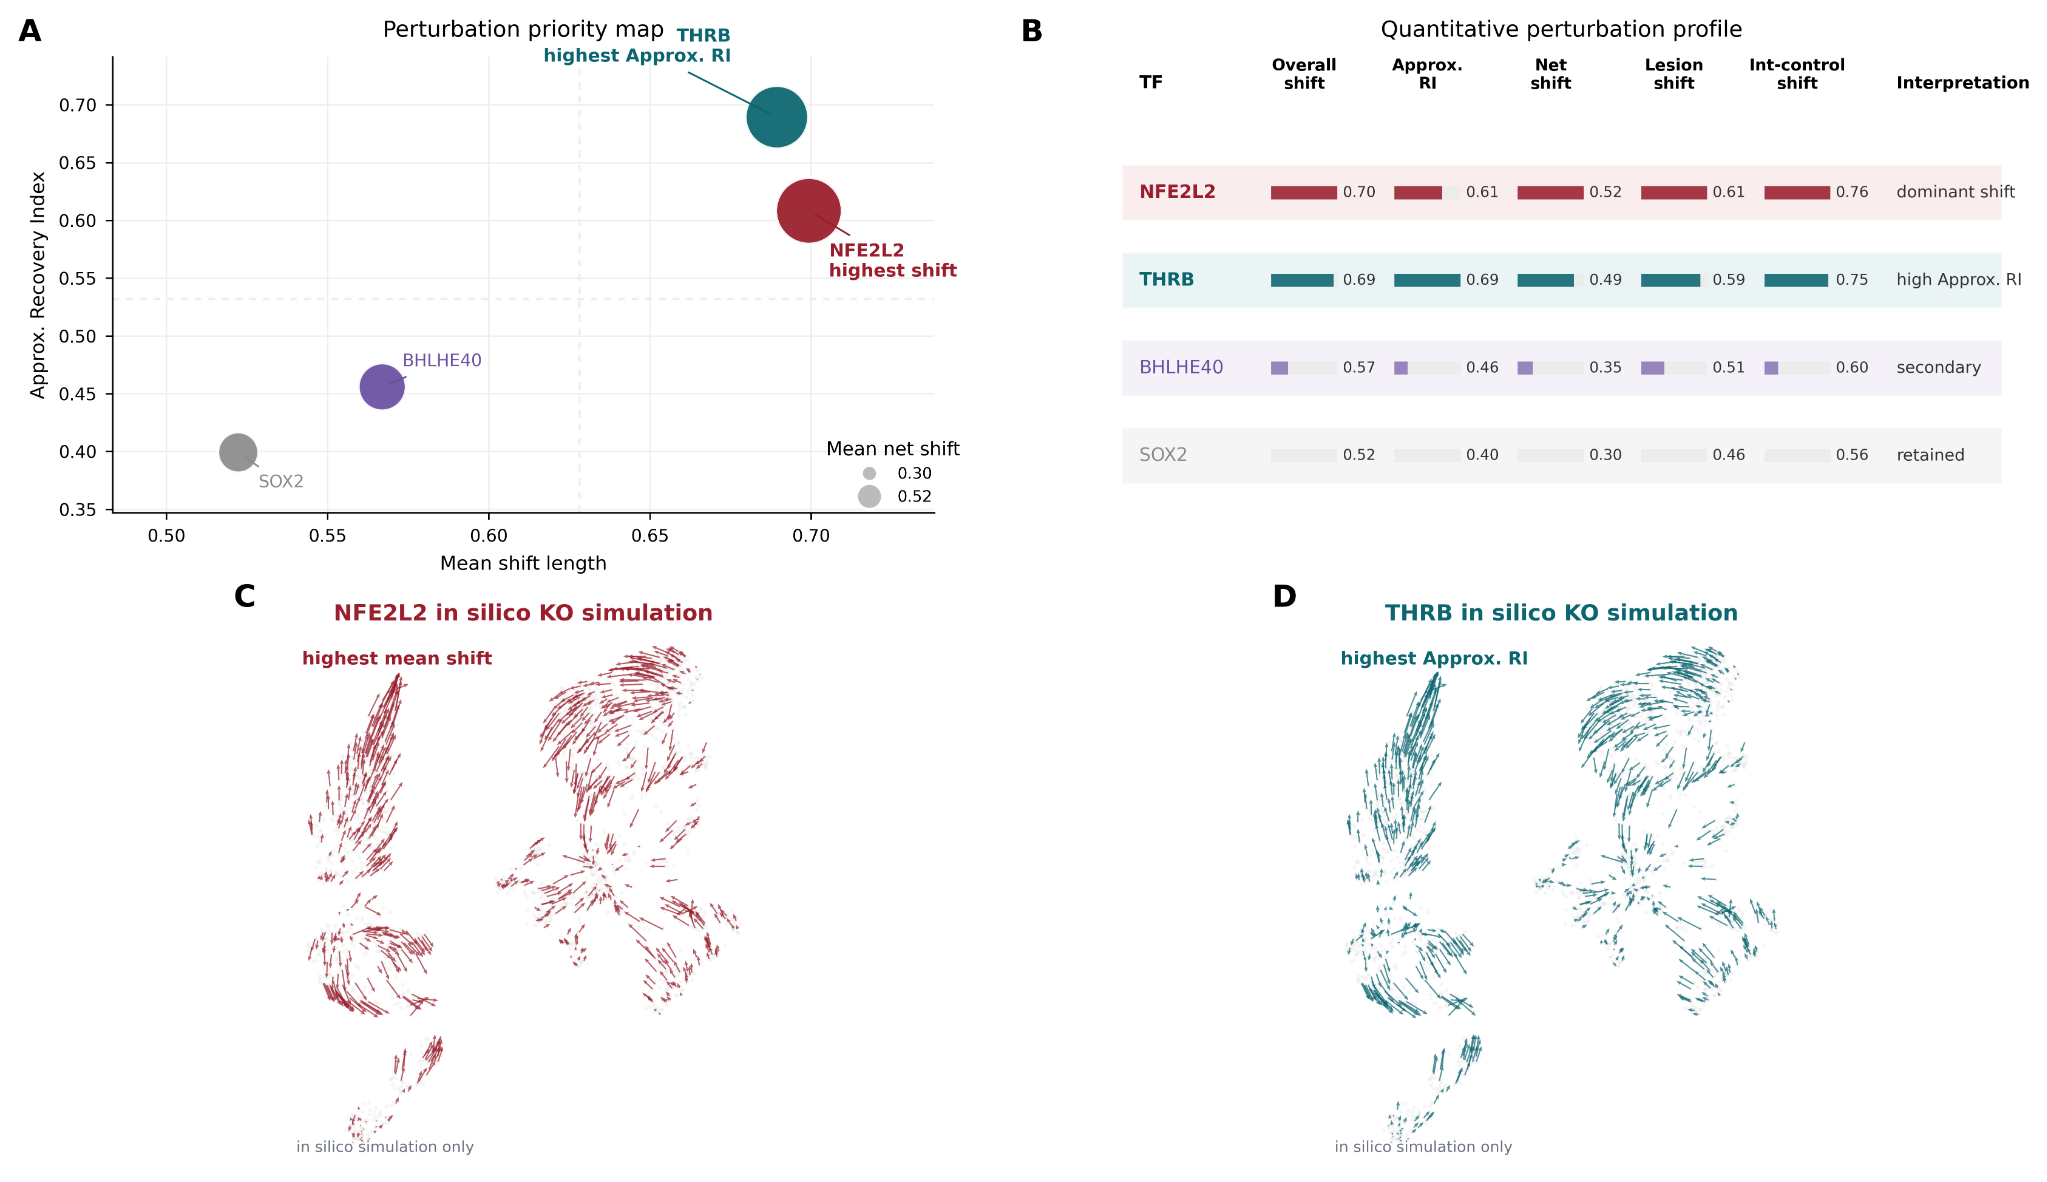 A
Perturbation priority map
THRB
highest Approx. RI
NFE2L2
highest shift
BHLHE40
SOX2
Mean net shift
0.30
0.52
Approx. Recovery Index
0.70
0.65
0.60
0.55
0.50
0.45
0.40
0.35
0.50 0.55 0.60 0.65 0.70
Mean shift length
B
Quantitative perturbation profile
TF
Overall
shift
Approx.
RI
Net
shift
Lesion
shift
Int-control
shift
Interpretation
NFE2L2 0.70 0.61 0.52 0.61 0.76 dominant shift
THRB 0.69 0.69 0.49 0.59 0.75 high Approx. RI
BHLHE40 0.57 0.46 0.35 0.51 0.60 secondary
SOX2 0.52 0.40 0.30 0.46 0.56 retained
C
NFE2L2 in silico KO simulation
highest mean shift
in silico simulation only
D
THRB in silico KO simulation
highest Approx. RI
in silico simulation only